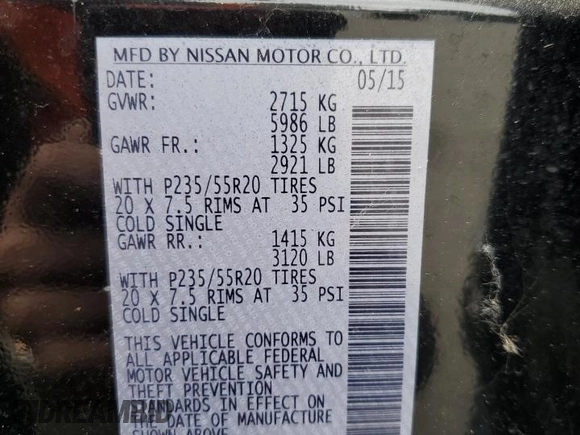 MFD BY NISSAN MOTOR CO., LTD.
DATE: 05/15
GVWR: 2715 KG
5986 LB
GAWR FR.: 1325 KG
2921 LB
WITH P235/55R20 TIRES
20 X 7.5 RIMS AT 35 PSI
COLD SINGLE
GAWR RR.: 1415 KG
3120 LB
WITH P235/55R20 TIRES
20 X 7.5 RIMS AT 35 PSI
COLD SINGLE
THIS VEHICLE CONFORMS TO
ALL APPLICABLE FEDERAL
MOTOR VEHICLE SAFETY AND
THEFT PREVENTION
STANDARDS IN EFFECT ON
THE DATE OF MANUFACTURE
SHOWN ABOVE
DREAMBID